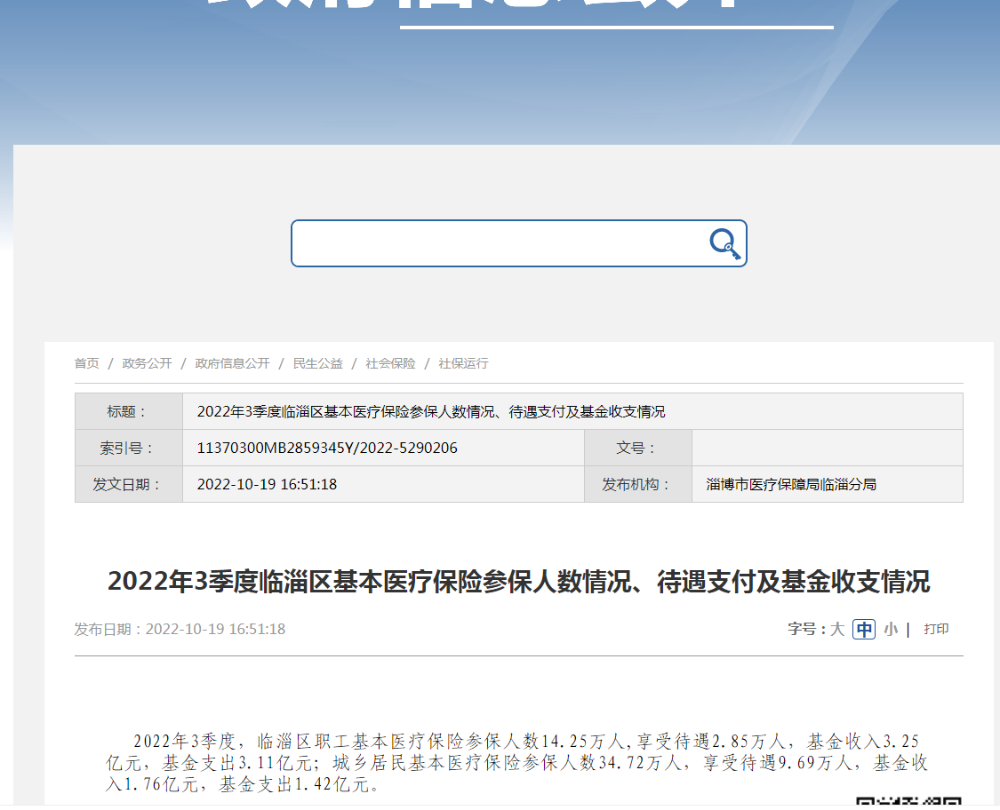 首页 / 政务公开 / 政府信息公开 / 民生公益 / 社会保险 / 社保运行
标题： 2022年3季度临淄区基本医疗保险参保人数情况、待遇支付及基金收支情况
索引号： 11370300MB2859345Y/2022-5290206 文号：
发文日期： 2022-10-19 16:51:18 发布机构： 淄博市医疗保障局临淄分局
2022年3季度临淄区基本医疗保险参保人数情况、待遇支付及基金收支情况
发布日期：2022-10-19 16:51:18 字号：大 中 小 | 打印
2022年3季度，临淄区职工基本医疗保险参保人数14.25万人,享受待遇2.85万人，基金收入3.25
亿元，基金支出3.11亿元；城乡居民基本医疗保险参保人数34.72万人，享受待遇9.69万人，基金收
入1.76亿元，基金支出1.42亿元。